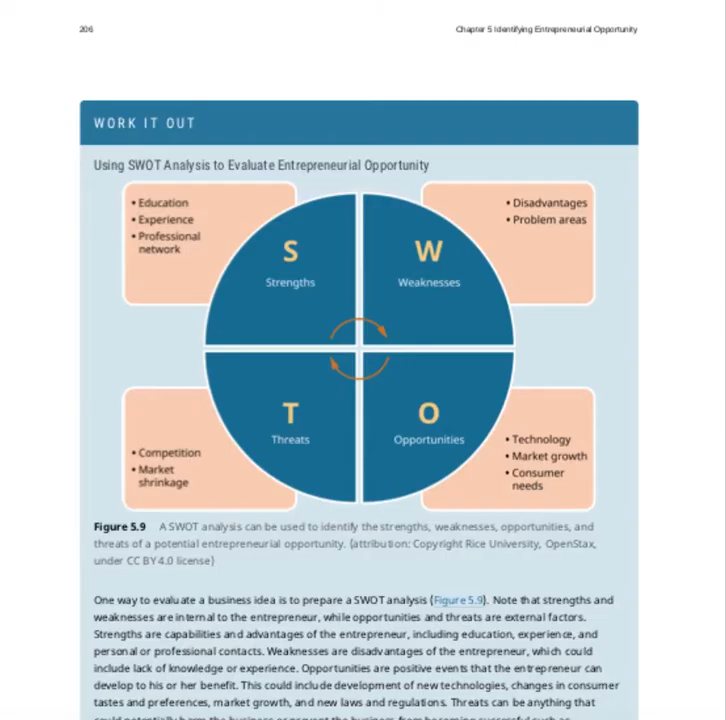 206
Chapter 5 Identifying Entrepreneurial Opportunity
WORK IT OUT
Using SWOT Analysis to Evaluate Entrepreneurial Opportunity
• Education
• Experience
• Professional
network
• Disadvantages
• Problem areas
S
Strengths
W
Weaknesses
T
Threats
O
Opportunities
• Competition
• Market
shrinkage
• Technology
• Market growth
• Consumer
needs
Figure 5.9 A SWOT analysis can be used to identify the strengths, weaknesses, opportunities, and
threats of a potential entrepreneurial opportunity. (attribution: Copyright Rice University, OpenStax,
under CC BY 4.0 license)
One way to evaluate a business idea is to prepare a SWOT analysis (Figure 5.9). Note that strengths and
weaknesses are internal to the entrepreneur, while opportunities and threats are external factors.
Strengths are capabilities and advantages of the entrepreneur, including education, experience, and
personal or professional contacts. Weaknesses are disadvantages of the entrepreneur, which could
include lack of knowledge or experience. Opportunities are positive events that the entrepreneur can
develop to his or her benefit. This could include development of new technologies, changes in consumer
tastes and preferences, market growth, and new laws and regulations. Threats can be anything that